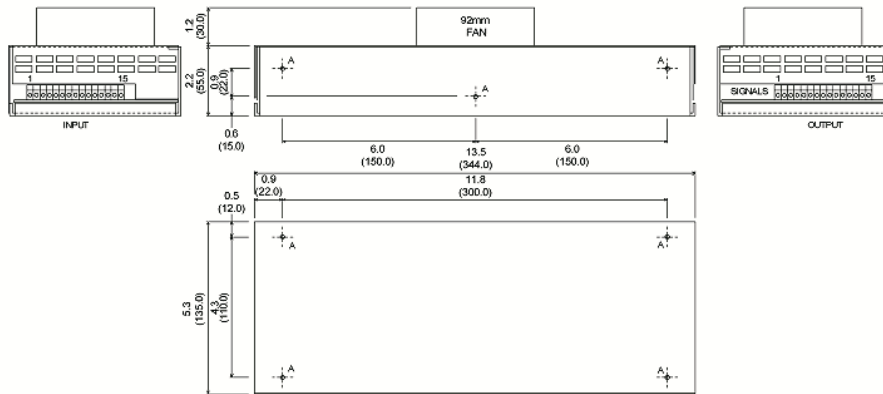 1.2
(30.0)
92mm
FAN
A
A
1
15
2.2
(55.0)
0.9
(22.0)
A
SIGNALS
1
15
INPUT
OUTPUT
0.6
(15.0)
6.0
(150.0)
13.5
(344.0)
6.0
(150.0)
0.9
(22.0)
11.8
(300.0)
0.5
(12.0)
A
A
5.3
(135.0)
4.3
(110.0)
A
A